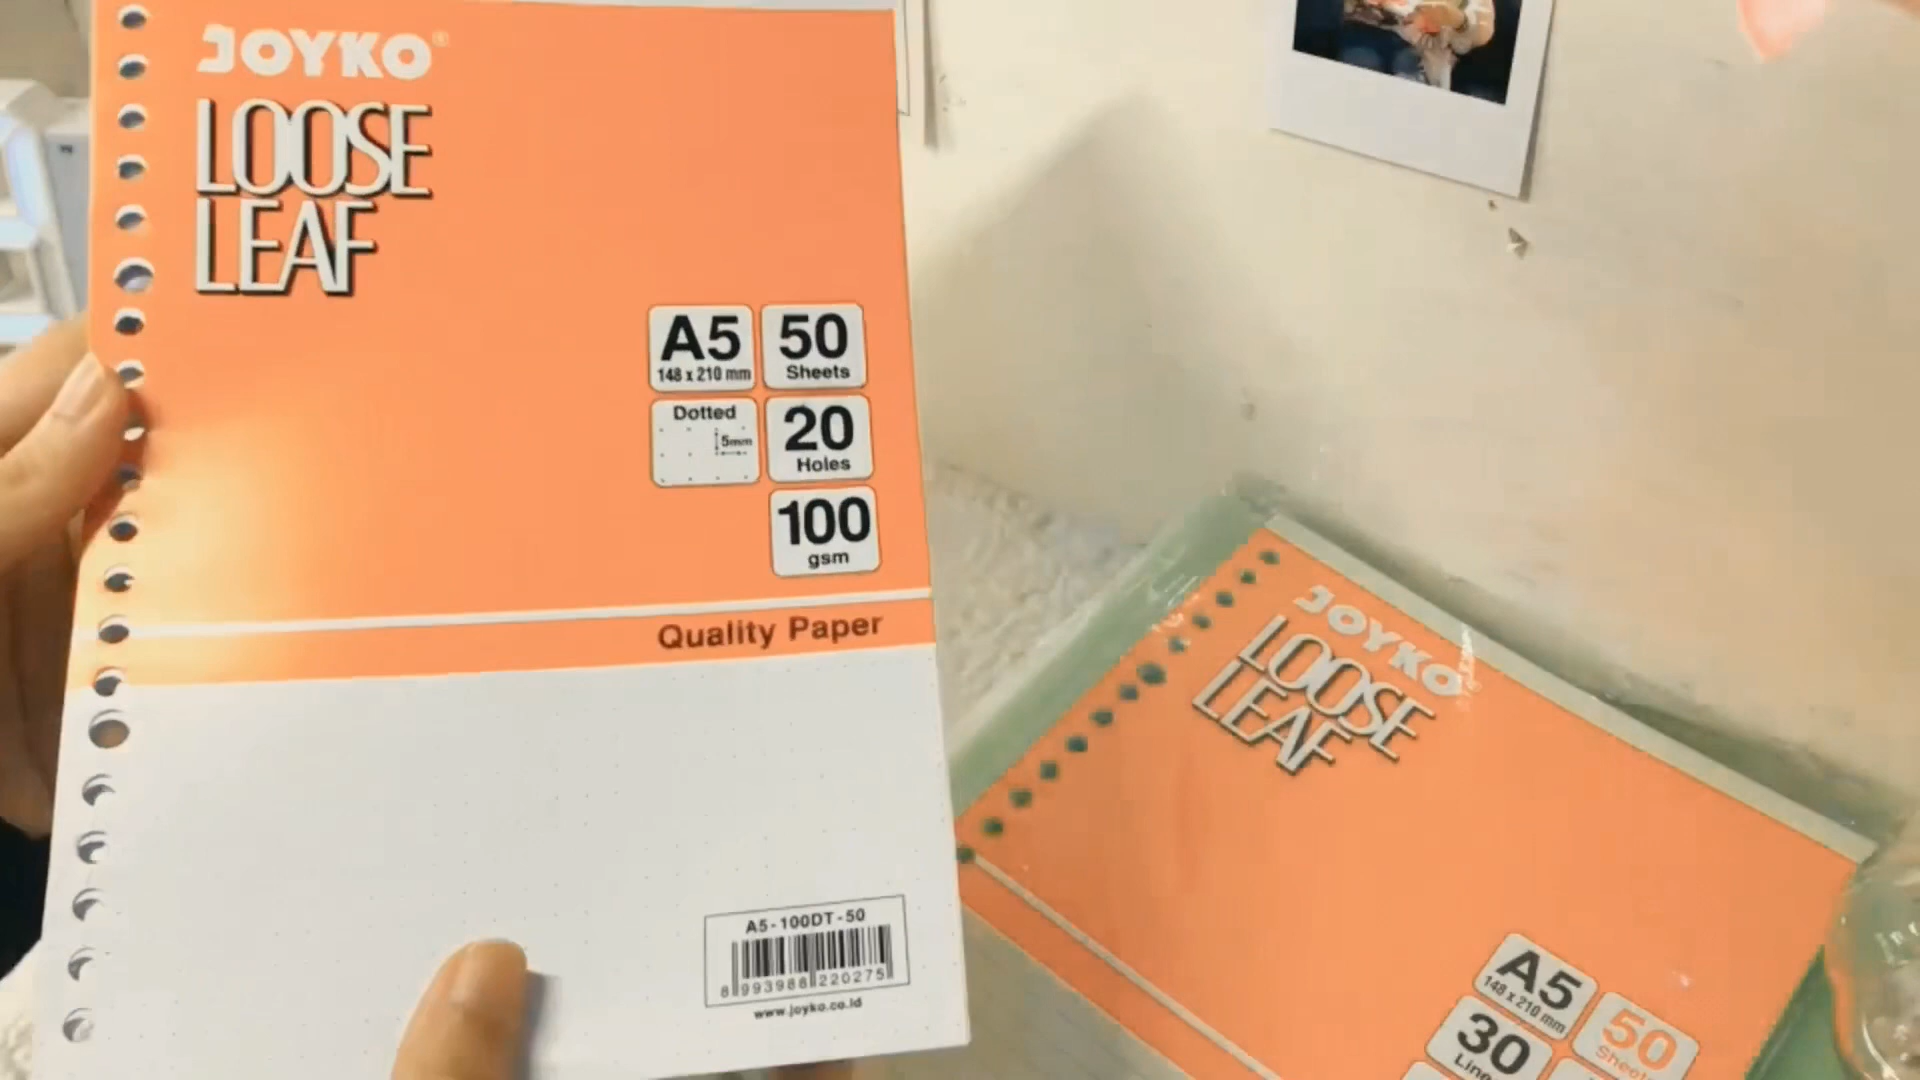 JOYKO®
LOOSE
LEAF
A5
148 x 210 mm
50
Sheets
Dotted
5mm
20
Holes
100
gsm
Quality Paper
A5-100DT-50
8 993988 220275
www.joyko.co.id
JOYKO
LOOSE
LEAF
A5
148 x 210 mm
50
Sheets
30